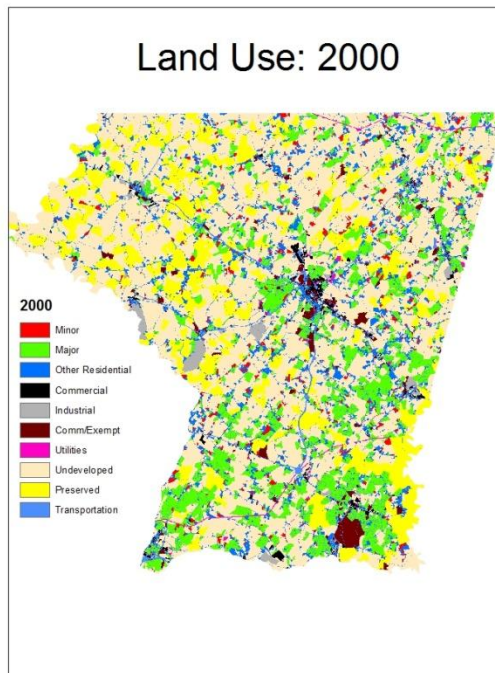 Land Use: 2000
2000
Minor
Major
Other Residential
Commercial
Industrial
Comm/Exempt
Utilities
Undeveloped
Preserved
Transportation